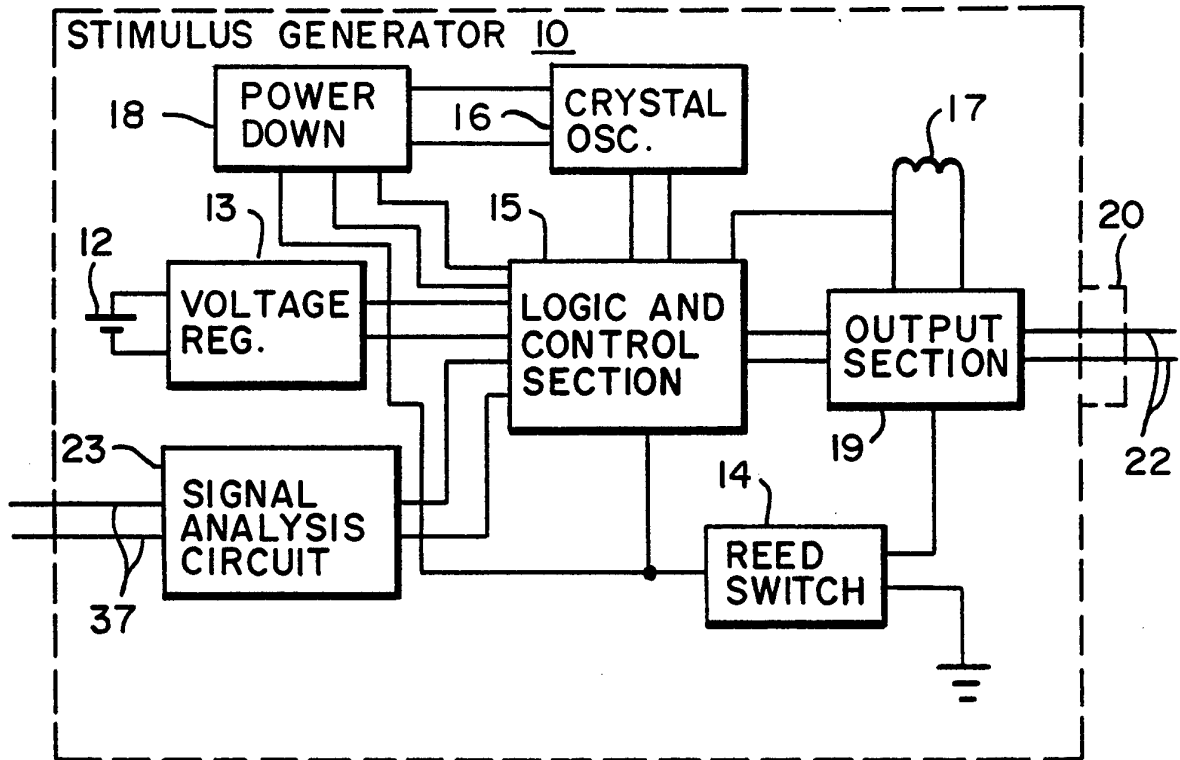 STIMULUS GENERATOR 10
POWER
DOWN
18
CRYSTAL
OSC.
16
17
13
15
20
12
VOLTAGE
REG.
LOGIC AND
CONTROL
SECTION
OUTPUT
SECTION
19
22
23
SIGNAL
ANALYSIS
CIRCUIT
14
REED
SWITCH
37